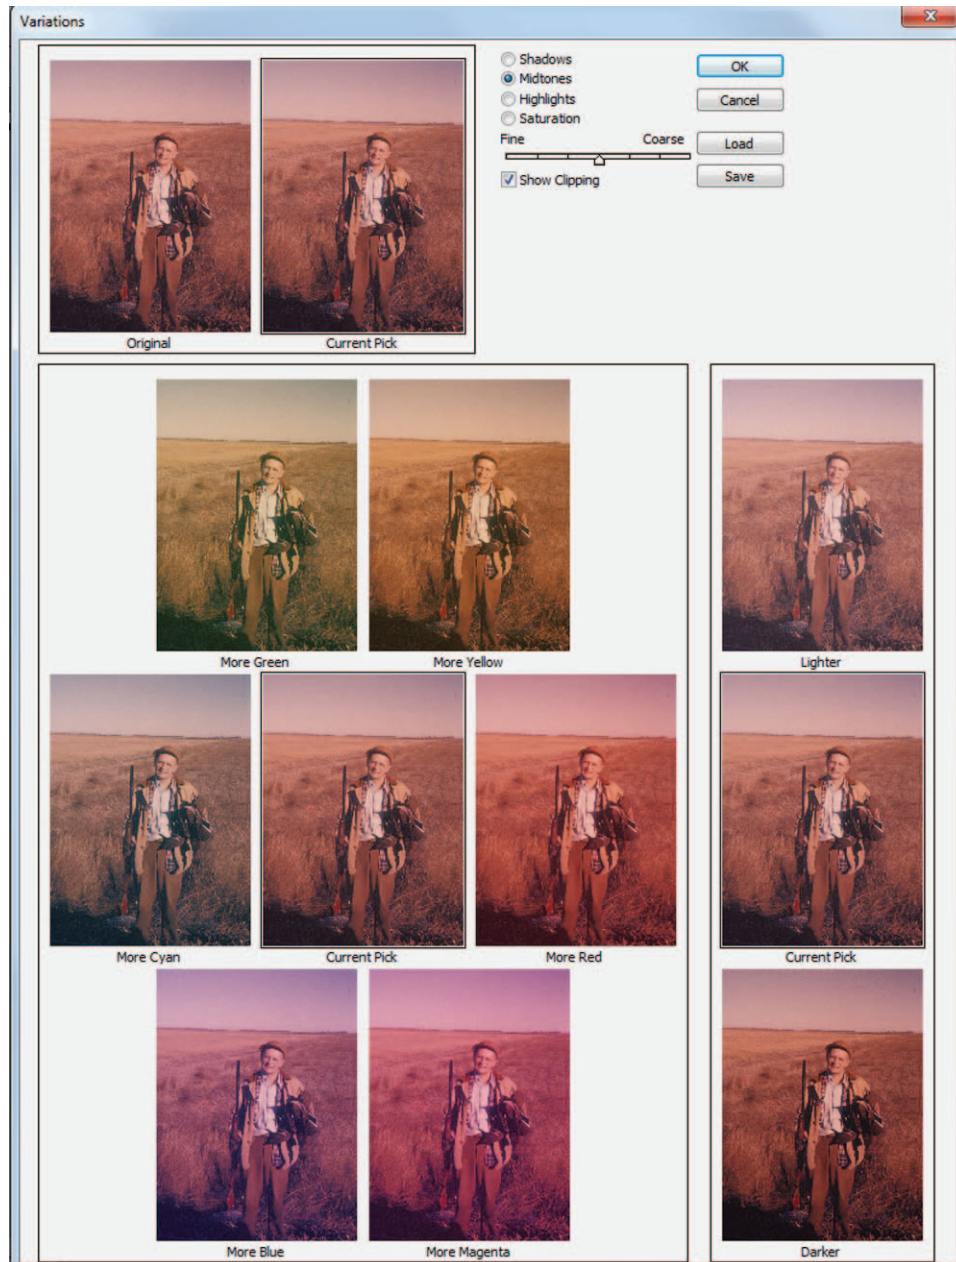 Variations
Shadows
Midtones
Highlights
Saturation
Fine Coarse
Show Clipping
OK
Cancel
Load
Save
Original Current Pick
More Green More Yellow
Lighter
More Cyan Current Pick More Red
Current Pick
More Blue More Magenta
Darker